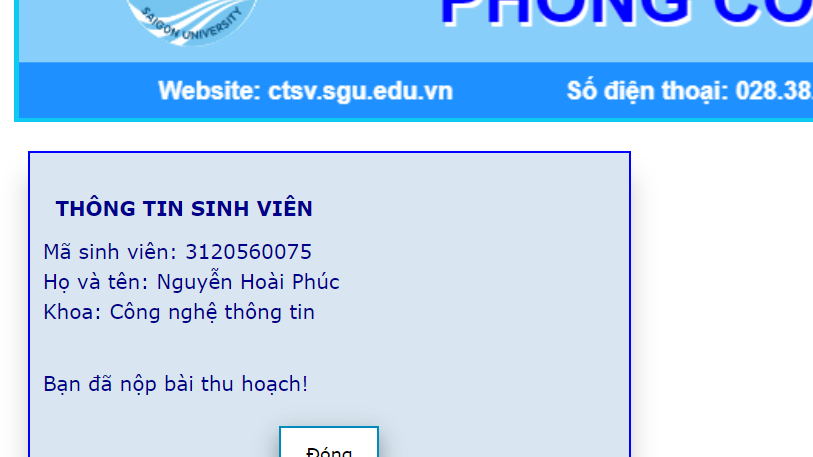 SAIGON UNIVERSITY
PHÒNG CÔ
Website: ctsv.sgu.edu.vn
Số điện thoại: 028.38.
THÔNG TIN SINH VIÊN
Mã sinh viên: 3120560075
Họ và tên: Nguyễn Hoài Phúc
Khoa: Công nghệ thông tin
Bạn đã nộp bài thu hoạch!
Đóng